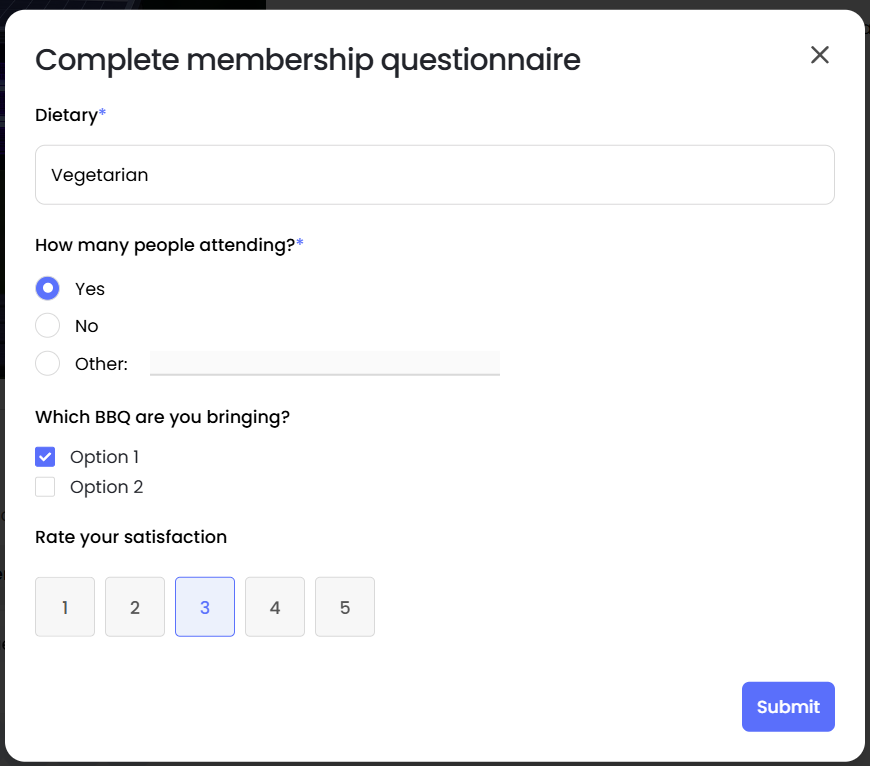 Complete membership questionnaire
Dietary*
Vegetarian
How many people attending?*
Yes
No
Other:
Which BBQ are you bringing?
Option 1
Option 2
Rate your satisfaction
1 2 3 4 5
Submit